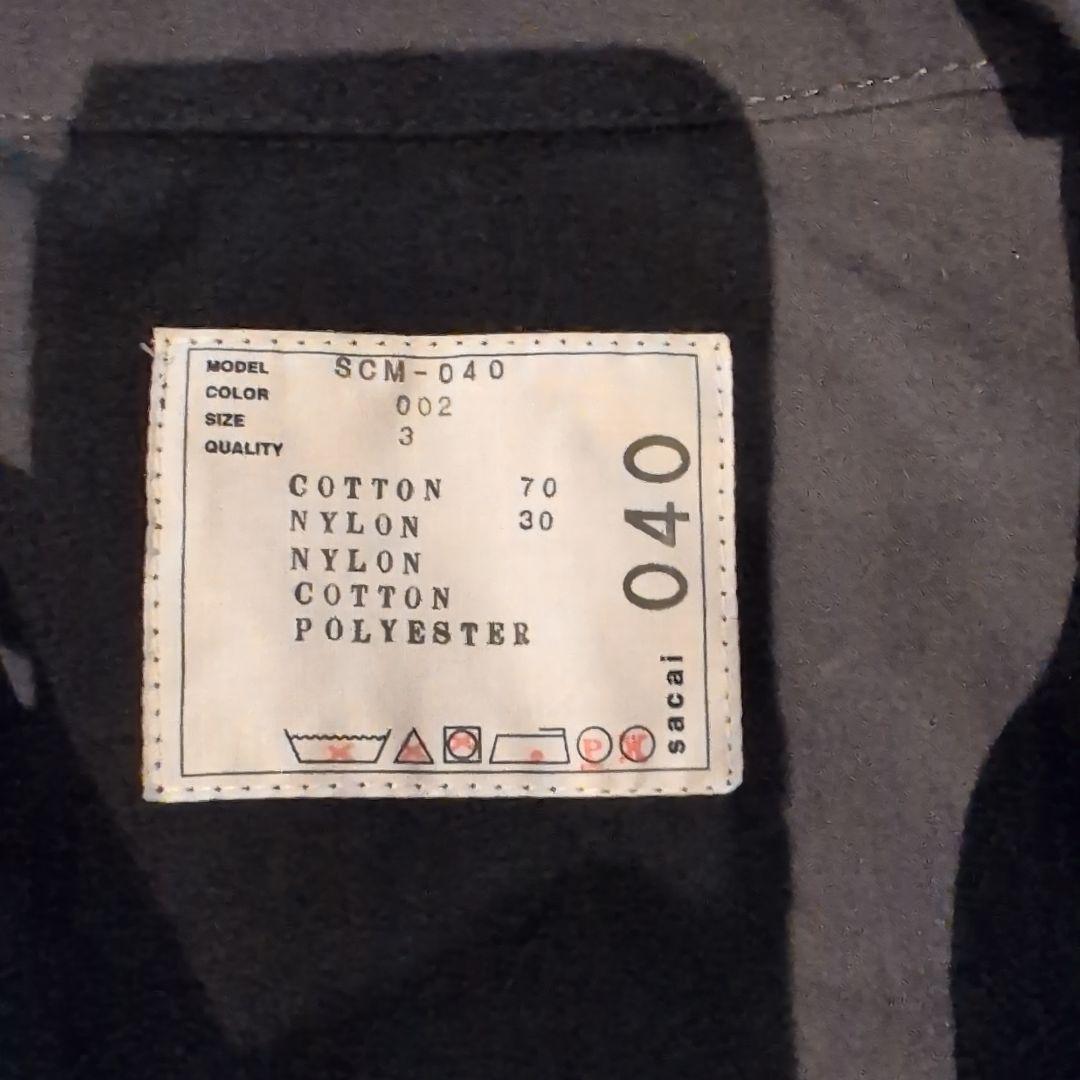 MODEL SCM-040
COLOR 002
SIZE 3
QUALITY
COTTON 70
NYLON 30
NYLON
COTTON
POLYESTER
P
W
sacai 040